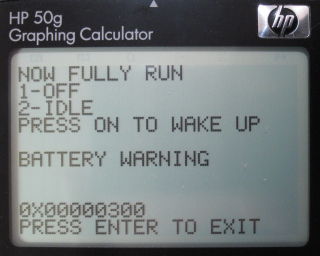 HP 50g
Graphing Calculator
hp
NOW FULLY RUN
1-OFF
2-IDLE
PRESS ON TO WAKE UP
BATTERY WARNING
0X00000300
PRESS ENTER TO EXIT